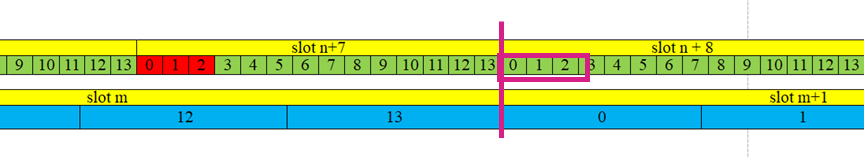 slot n+7 slot n + 8
9 10 11 12 13 0 1 2 3 4 5 6 7 8 9 10 11 12 13 0 1 2 3 4 5 6 7 8 9 10 11 12 13
slot m slot m+1
12 13 0 1